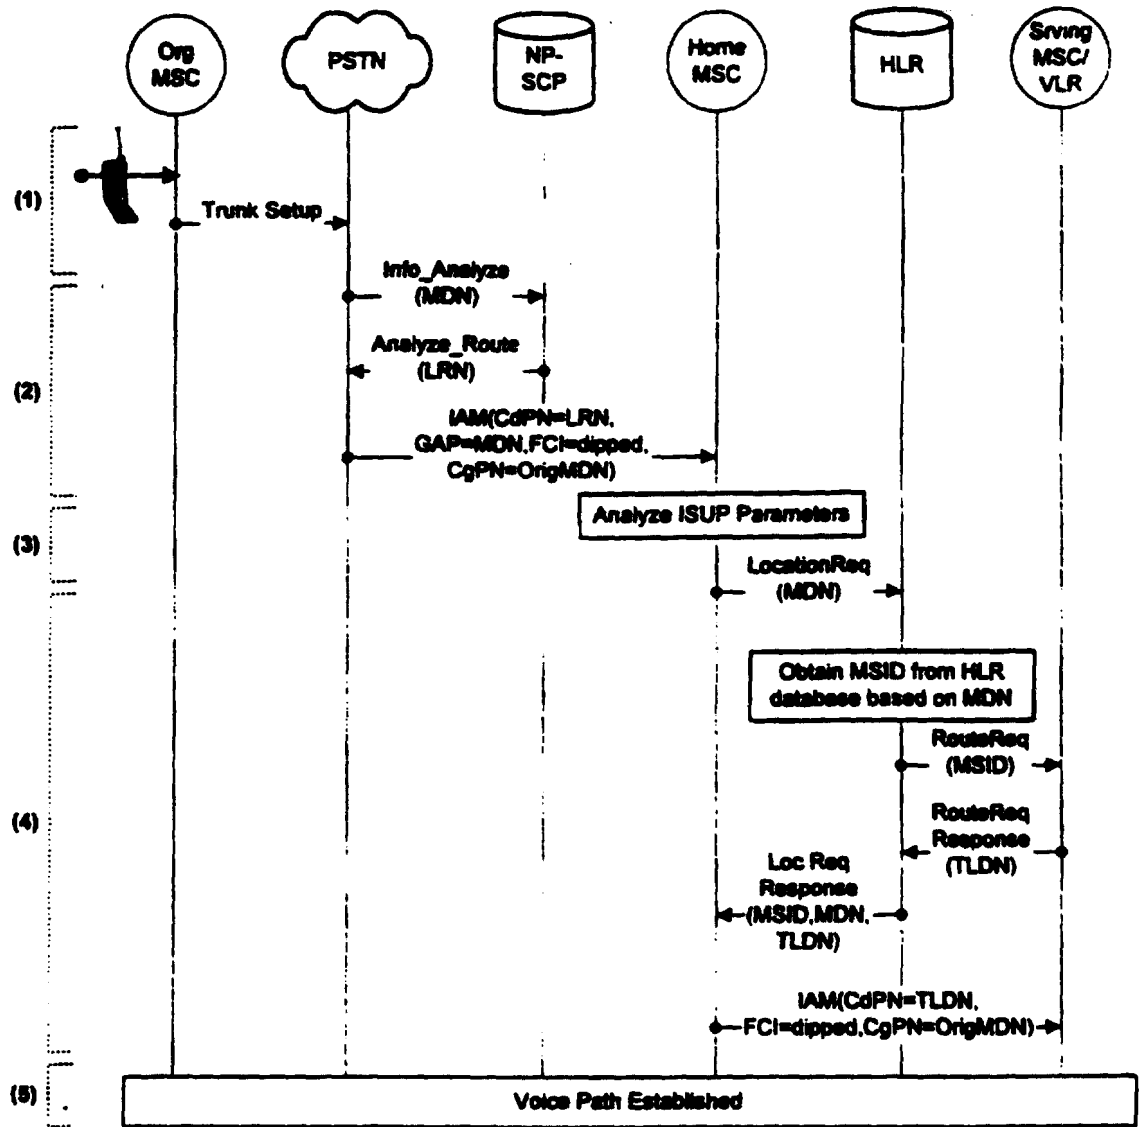 Org
MSC
PSTN
NP-
SCP
Home
MSC
HLR
Srving
MSC/
VLR
(1)
Trunk Setup
Info_Analyze
(MDN)
(2)
Analyze_Route
(LRN)
IAM(CdPN=LRN,
GAP=MDN,FCI=dipped,
CgPN=OrigMDN)
Analyze ISUP Parameters
(3)
LocationReq
(MDN)
Obtain MSID from HLR
database based on MDN
RouteReq
(MSID)
(4)
RouteReq
Response
(TLDN)
Loc Req
Response
(MSID,MDN,
TLDN)
IAM(CdPN=TLDN,
FCI=dipped,CgPN=OrigMDN)
(5)
Voice Path Established